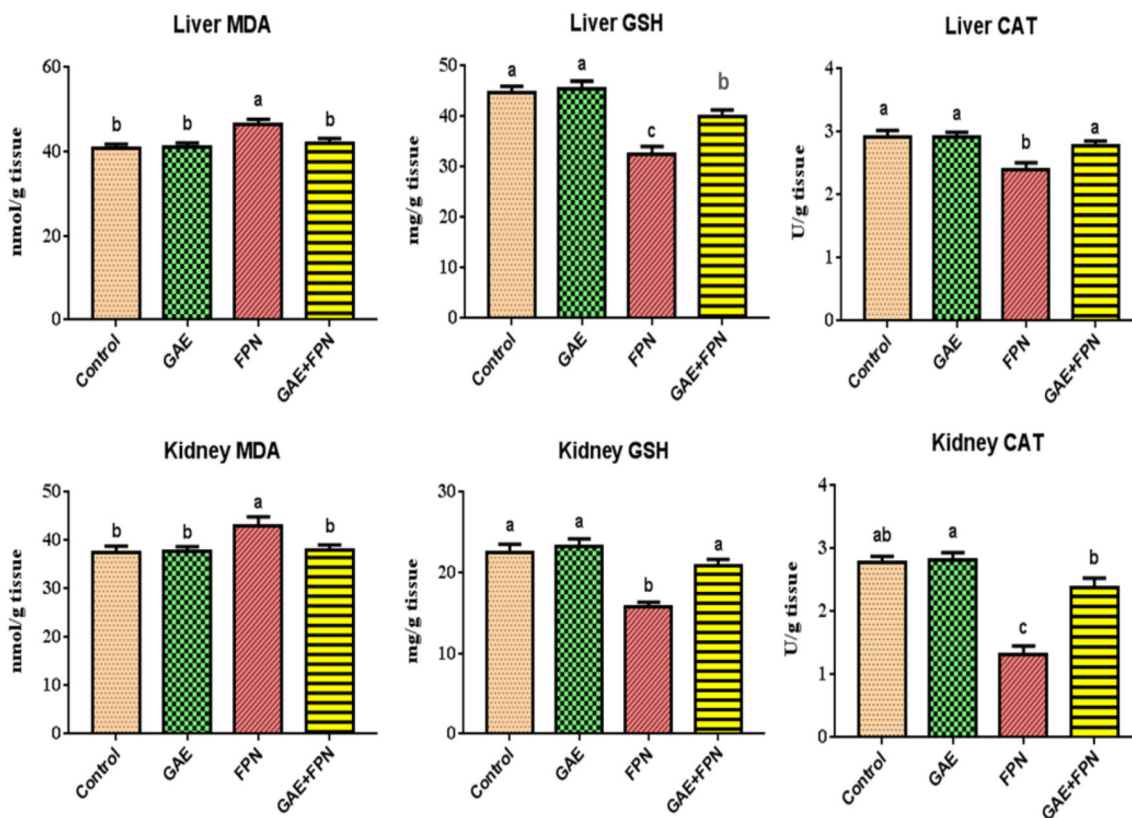 Liver MDA
nmol/g tissue
60
40
20
0
b
b
a
b
Control
GAE
FPN
GAE+FPN
Liver GSH
mg/g tissue
50
40
30
20
10
0
a
a
c
b
Control
GAE
FPN
GAE+FPN
Liver CAT
U/g tissue
4
3
2
1
0
a
a
b
a
Control
GAE
FPN
GAE+FPN
Kidney MDA
nmol/g tissue
50
40
30
20
10
0
b
b
a
b
Control
GAE
FPN
GAE+FPN
Kidney GSH
mg/g tissue
30
20
10
0
a
a
b
a
Control
GAE
FPN
GAE+FPN
Kidney CAT
U/g tissue
4
3
2
1
0
ab
a
c
b
Control
GAE
FPN
GAE+FPN